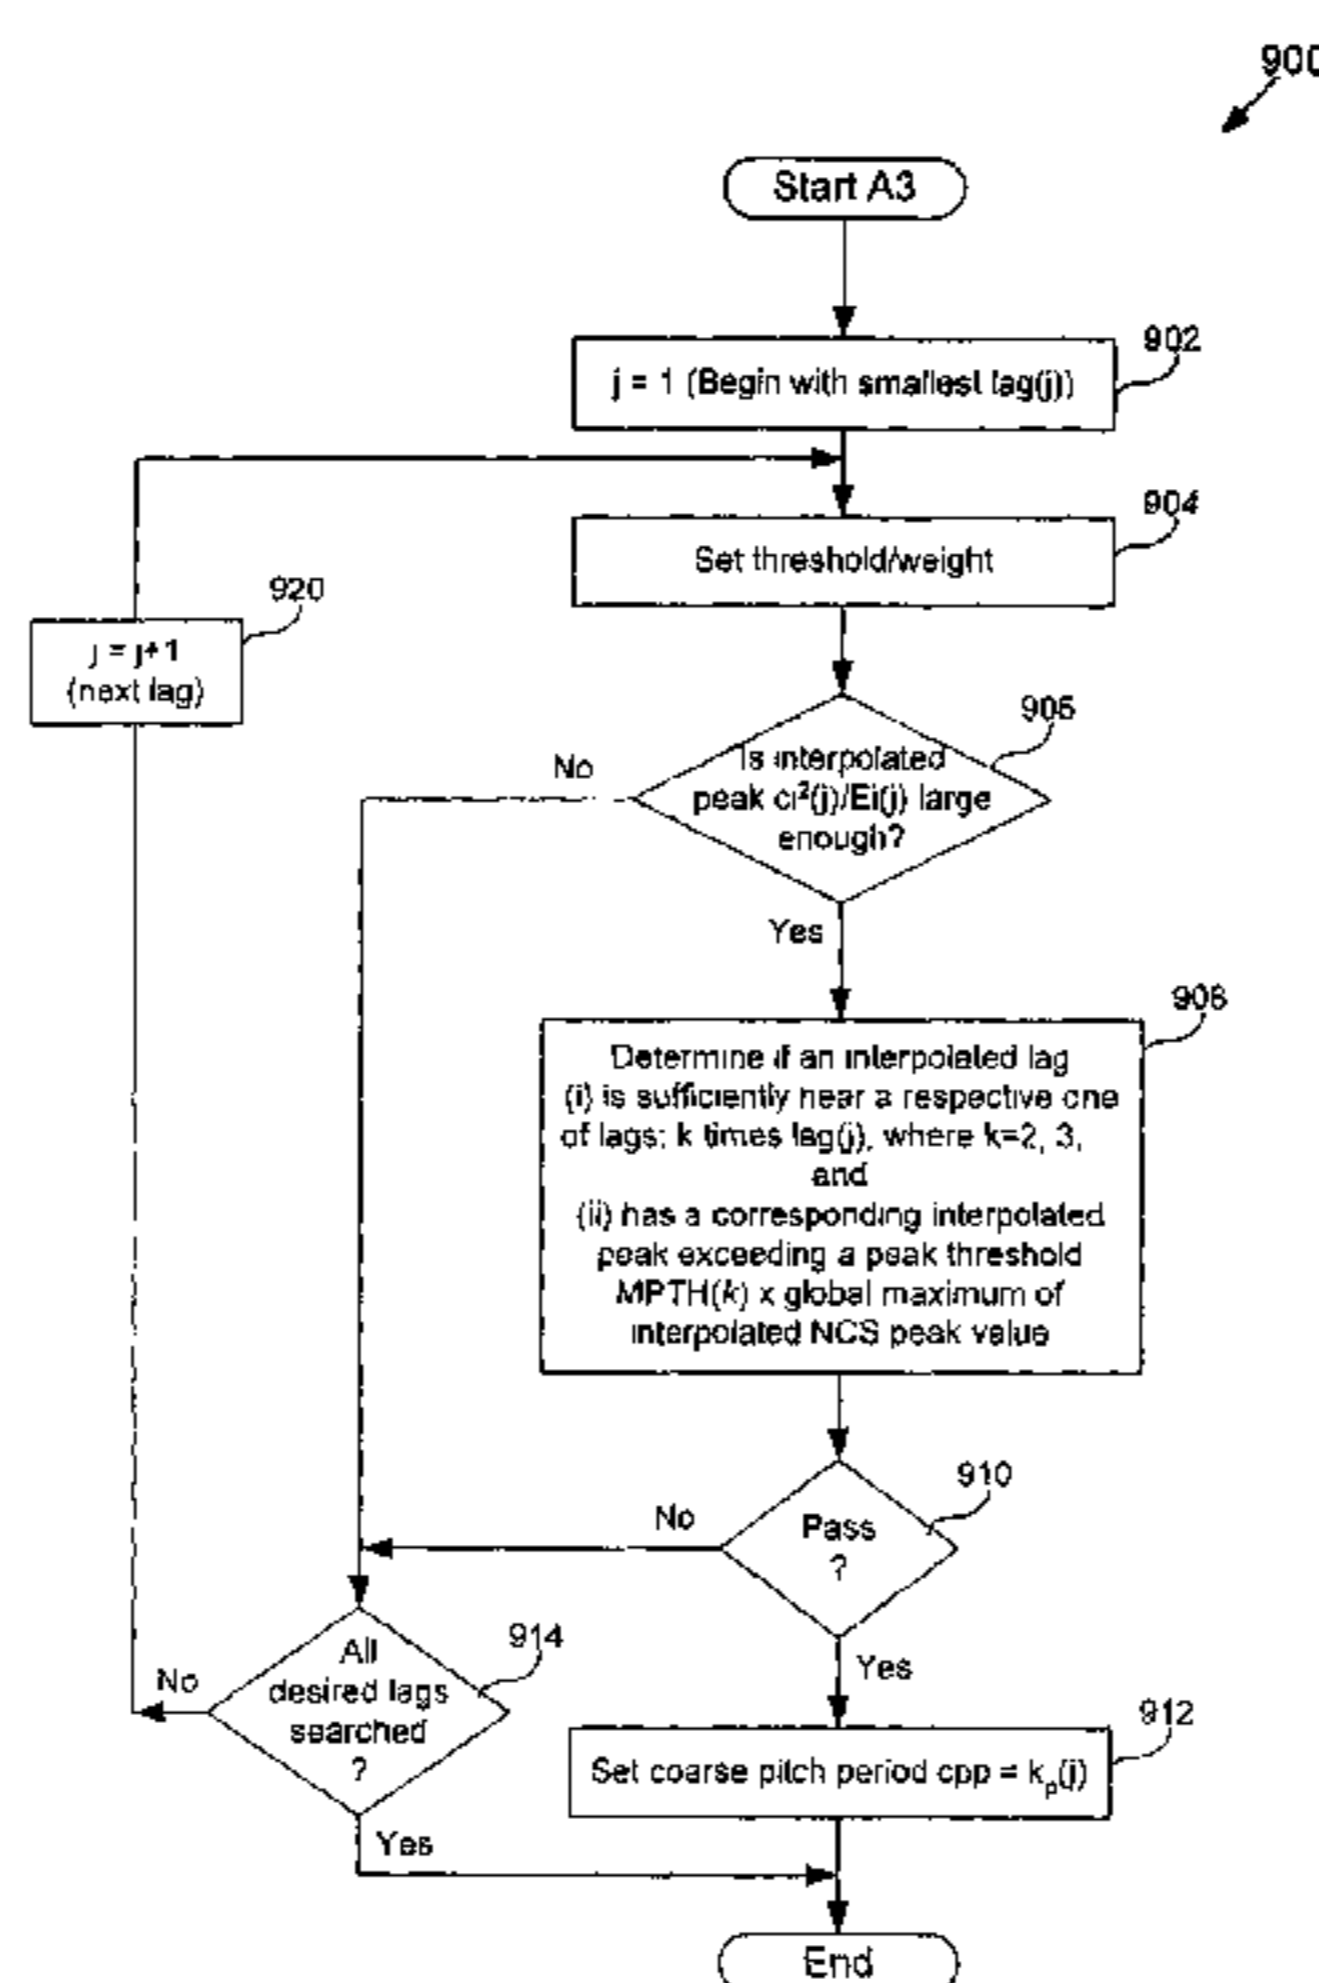 900
Start A3
902
j = 1 (Begin with smallest lag(j))
904
Set threshold/weight
920
j = j+1
(next lag)
906
Is interpolated
peak ci²(j)/Ei(j) large
enough?
No
Yes
908
Determine if an interpolated lag
(i) is sufficiently near a respective one
of lags: k times lag(j), where k=2, 3,
and
(ii) has a corresponding interpolated
peak exceeding a peak threshold
MPTH(k) x global maximum of
interpolated NCS peak value
910
Pass
?
No
Yes
914
All
desired lags
searched
?
No
Yes
912
Set coarse pitch period cpp = kₚ(j)
End